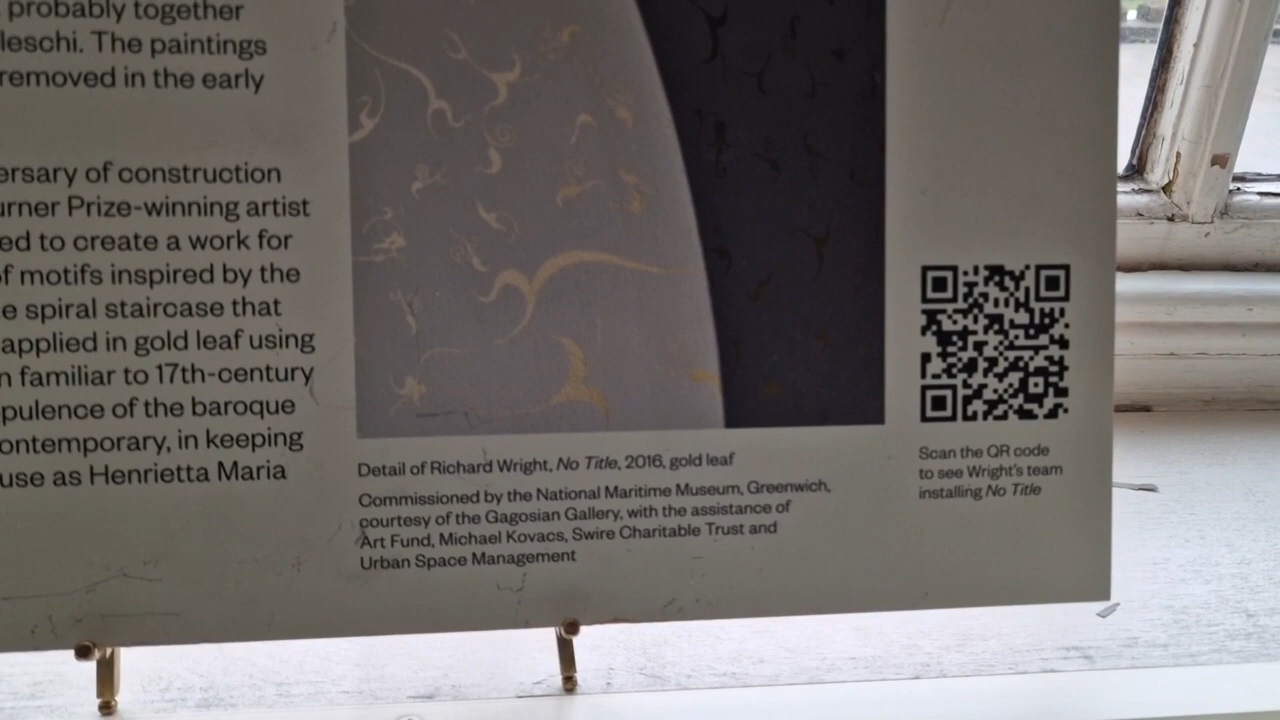 probably together
leschi. The paintings
removed in the early
ersary of construction
urner Prize-winning artist
ed to create a work for
of motifs inspired by the
e spiral staircase that
applied in gold leaf using
n familiar to 17th-century
pulence of the baroque
ontemporary, in keeping
use as Henrietta Maria
Detail of Richard Wright, No Title, 2016, gold leaf
Commissioned by the National Maritime Museum, Greenwich,
courtesy of the Gagosian Gallery, with the assistance of
Art Fund, Michael Kovacs, Swire Charitable Trust and
Urban Space Management
Scan the QR code
to see Wright's team
installing No Title